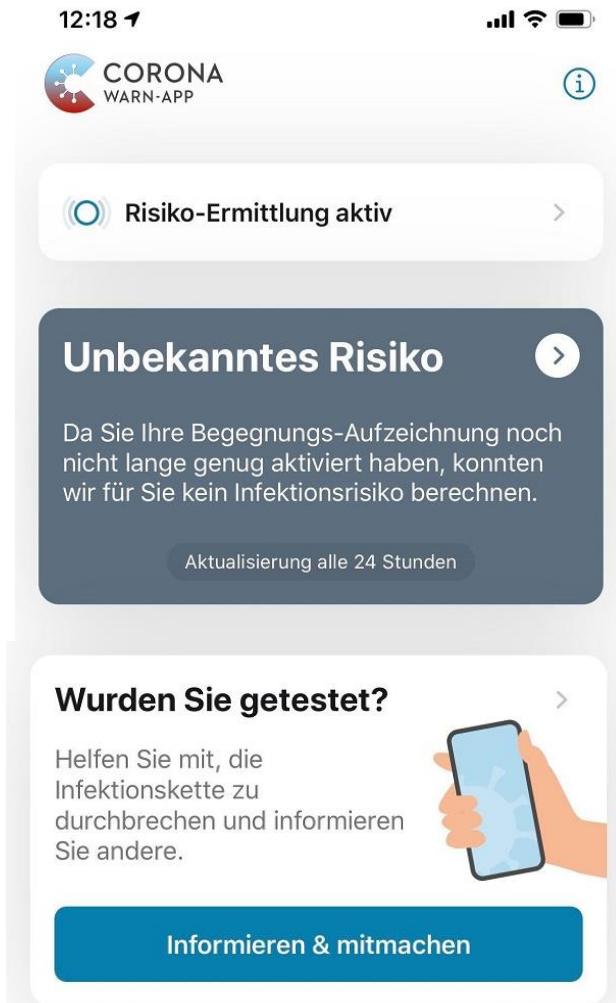 12:18
CORONA
WARN-APP
Risiko-Ermittlung aktiv
Unbekanntes Risiko
Da Sie Ihre Begegnungs-Aufzeichnung noch
nicht lange genug aktiviert haben, konnten
wir für Sie kein Infektionsrisiko berechnen.
Aktualisierung alle 24 Stunden
Wurden Sie getestet?
Helfen Sie mit, die
Infektionskette zu
durchbrechen und informieren
Sie andere.
Informieren & mitmachen